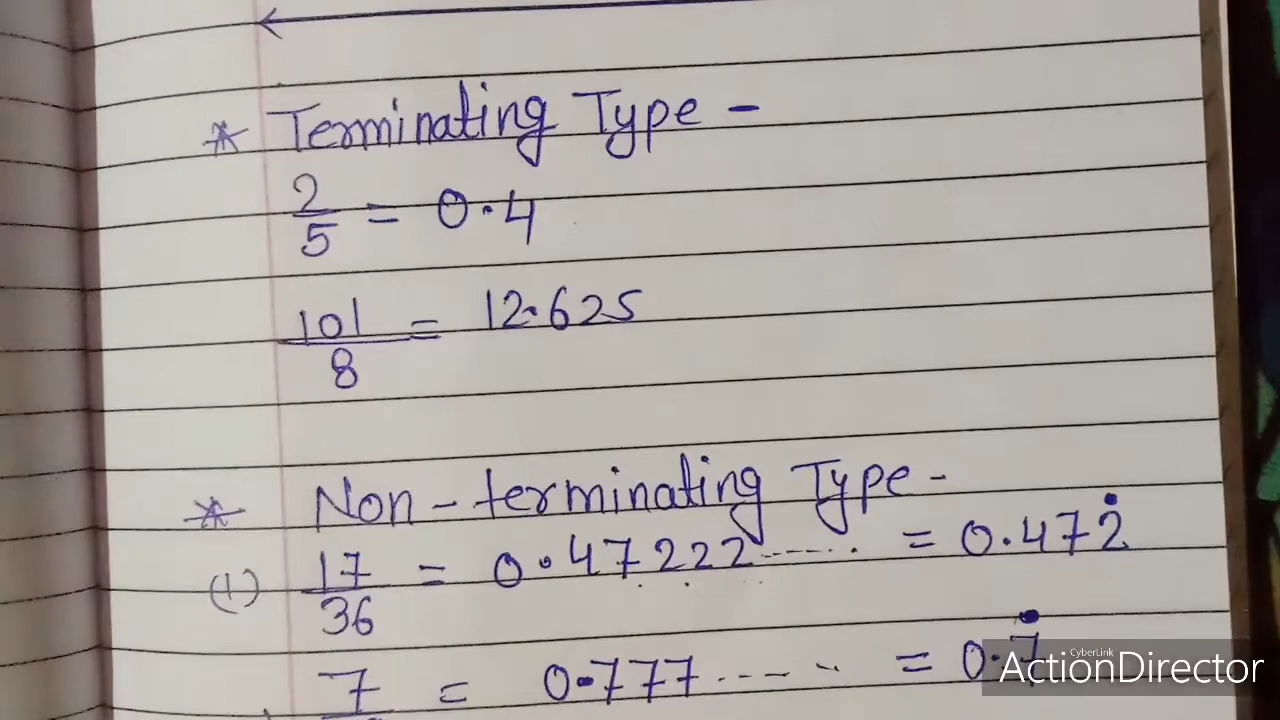 * Terminating Type -
2/5 = 0.4
101/8 = 12.625
* Non-terminating Type -
(1) 17/36 = 0.47222------. = 0.472̇
7 = 0.777....-- = 0.7̇
CyberLink
ActionDirector